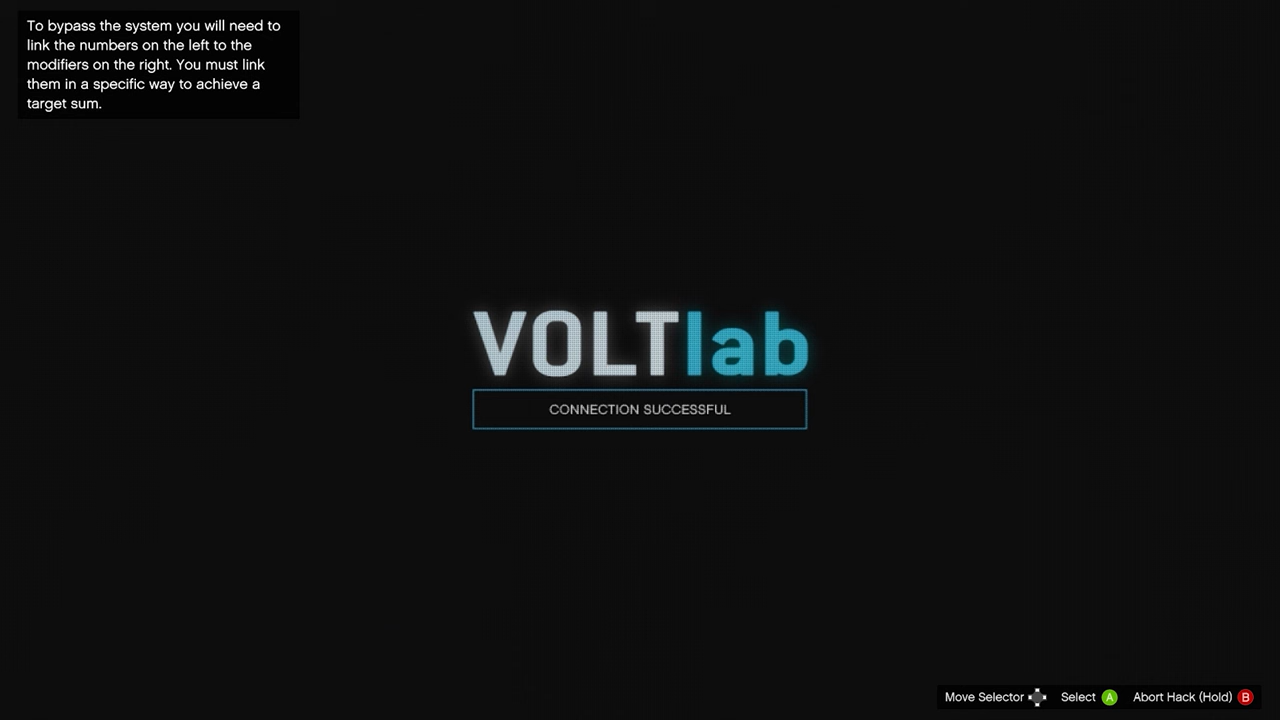 To bypass the system you will need to
link the numbers on the left to the
modifiers on the right. You must link
them in a specific way to achieve a
target sum.
VOLTlab
CONNECTION SUCCESSFUL
Move Selector Select A Abort Hack (Hold) B